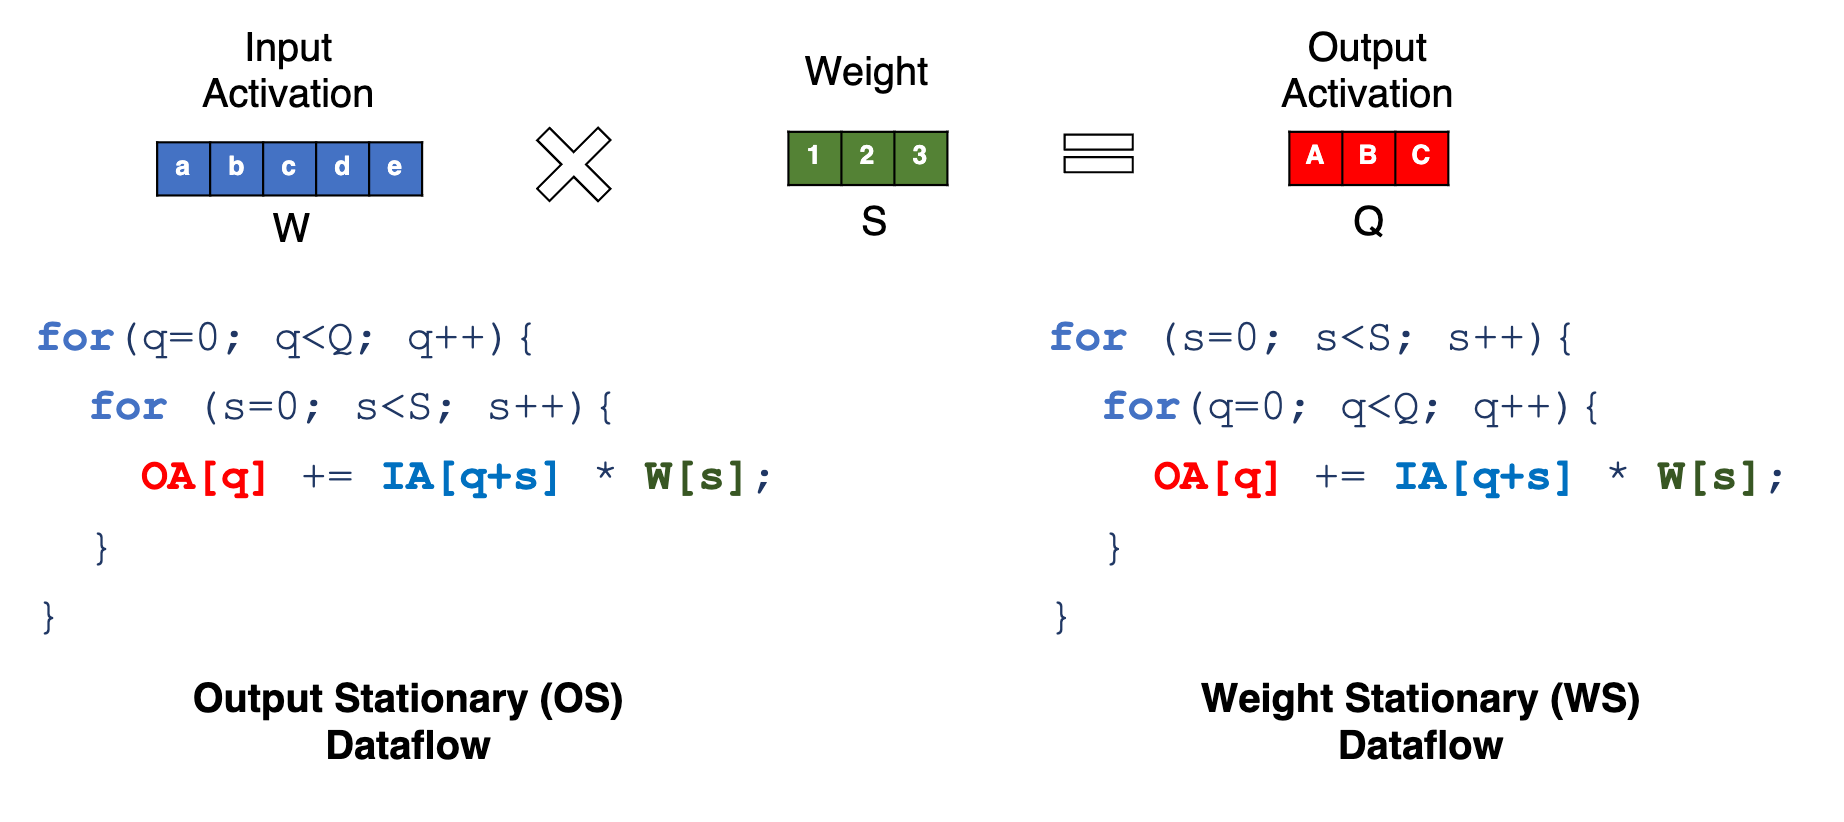 Input
Activation
a b c d e
W
Weight
1 2 3
S
Output
Activation
A B C
Q
for(q=0; q<Q; q++){
for (s=0; s<S; s++){
OA[q] += IA[q+s] * W[s];
}
}
Output Stationary (OS)
Dataflow
for (s=0; s<S; s++){
for(q=0; q<Q; q++){
OA[q] += IA[q+s] * W[s];
}
}
Weight Stationary (WS)
Dataflow